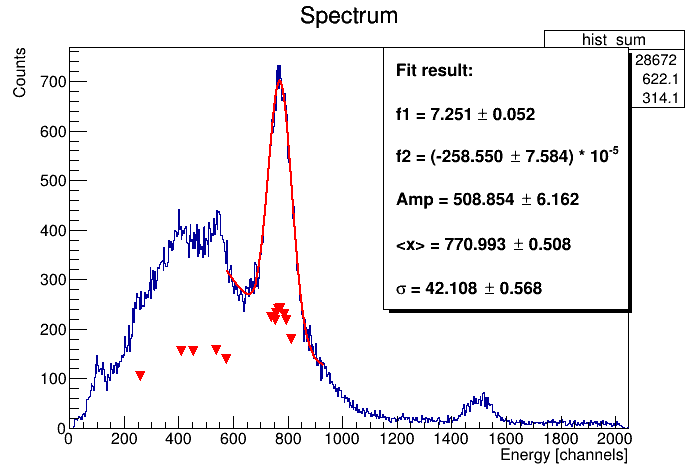 Spectrum
hist_sum
28672
622.1
314.1
Counts
Fit result:
f1 = 7.251 ± 0.052
f2 = (-258.550 ± 7.584) * 10⁻⁵
Amp = 508.854 ± 6.162
<x> = 770.993 ± 0.508
σ = 42.108 ± 0.568
700
600
500
400
300
200
100
0
0 200 400 600 800 1000 1200 1400 1600 1800 2000
Energy [channels]